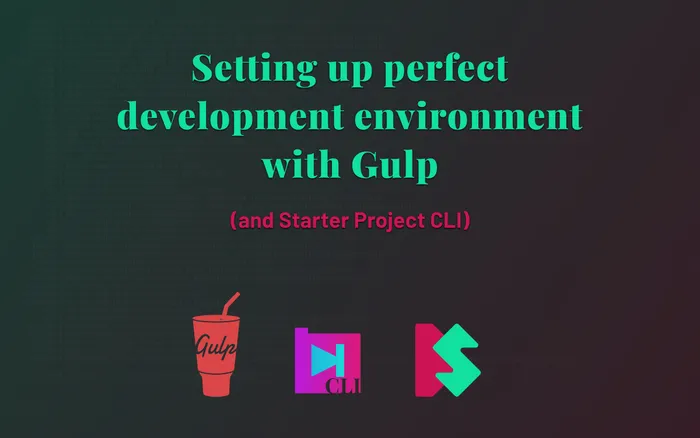 Setting up perfect
development environment
with Gulp
(and Starter Project CLI)
Gulp
CLI